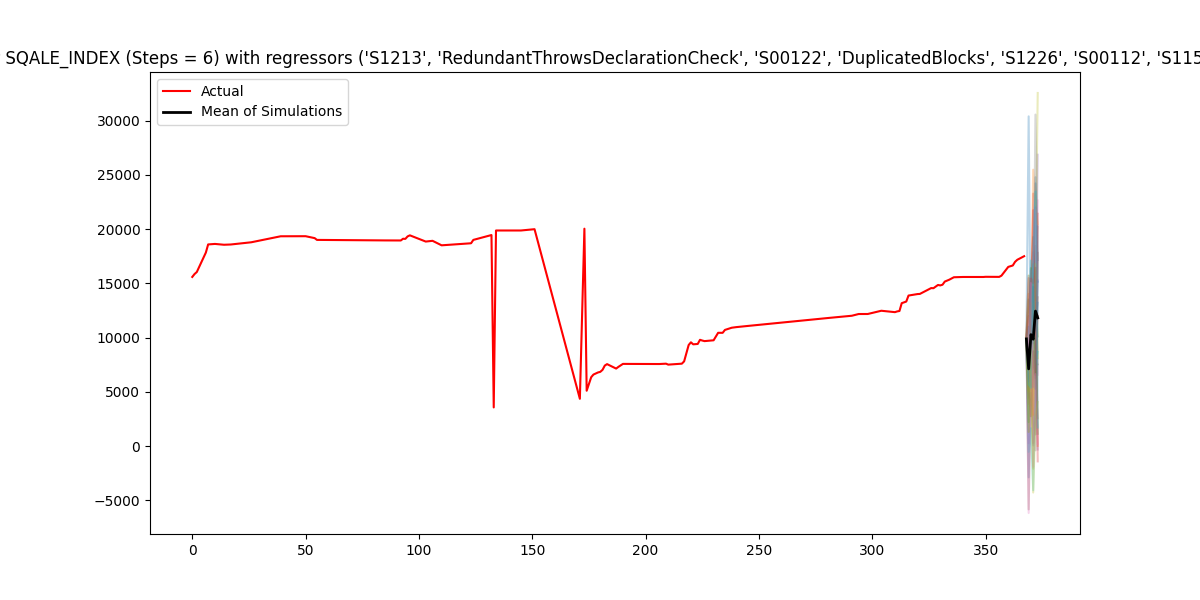 SQALE_INDEX (Steps = 6) with regressors ('S1213', 'RedundantThrowsDeclarationCheck', 'S00122', 'DuplicatedBlocks', 'S1226', 'S00112', 'S115
Actual
Mean of Simulations
30000
25000
20000
15000
10000
5000
0
−5000
0 50 100 150 200 250 300 350